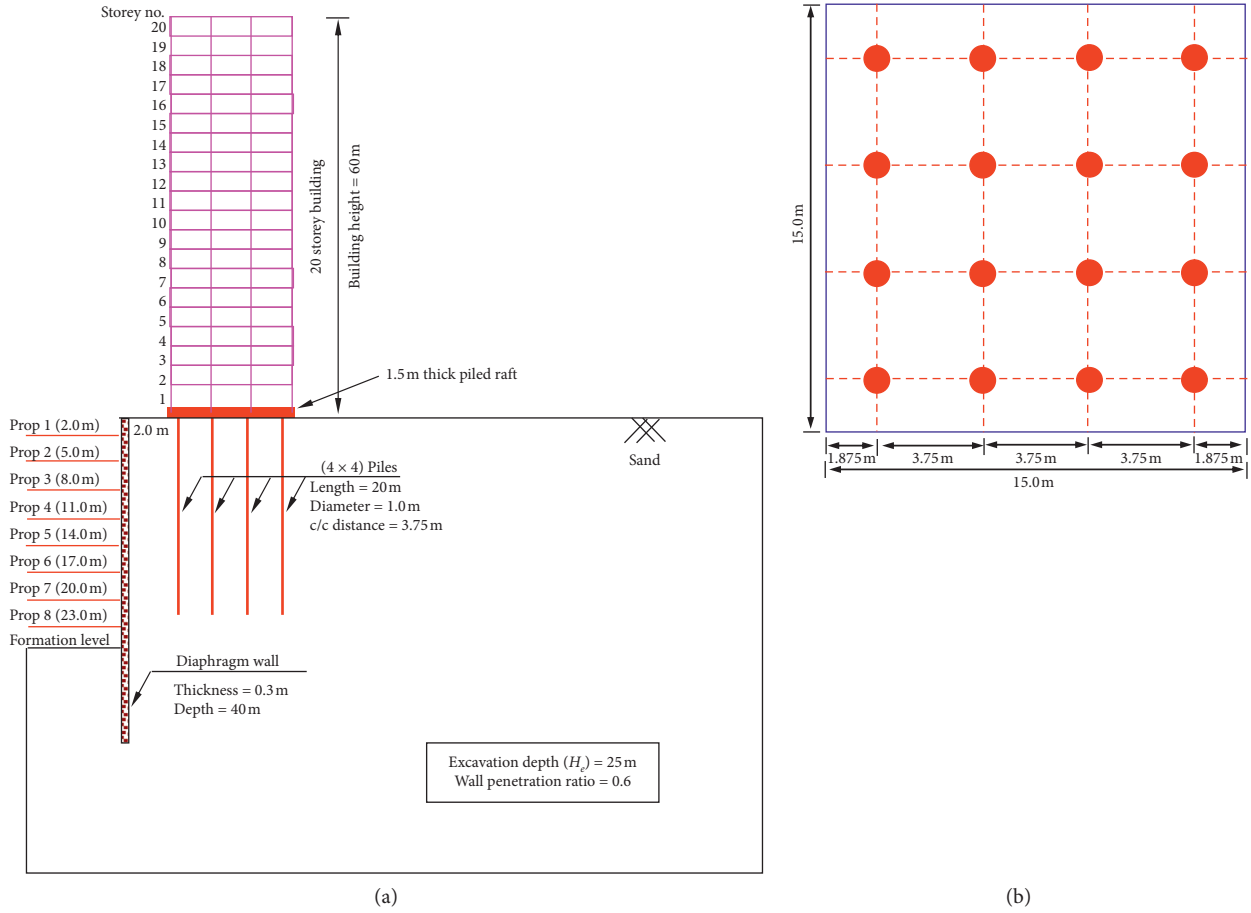 Storey no.
20
19
18
17
16
15
14
13
12
11
10
9
8
7
6
5
4
3
2
1
20 storey building
Building height = 60 m
1.5 m thick piled raft
Prop 1 (2.0 m)
Prop 2 (5.0 m)
Prop 3 (8.0 m)
Prop 4 (11.0 m)
Prop 5 (14.0 m)
Prop 6 (17.0 m)
Prop 7 (20.0 m)
Prop 8 (23.0 m)
Formation level
2.0 m
Sand
(4 × 4) Piles
Length = 20 m
Diameter = 1.0 m
c/c distance = 3.75 m
Diaphragm wall
Thickness = 0.3 m
Depth = 40 m
Excavation depth (He) = 25 m
Wall penetration ratio = 0.6
(a)
15.0 m
1.875 m 3.75 m 3.75 m 3.75 m 1.875 m
15.0 m
(b)